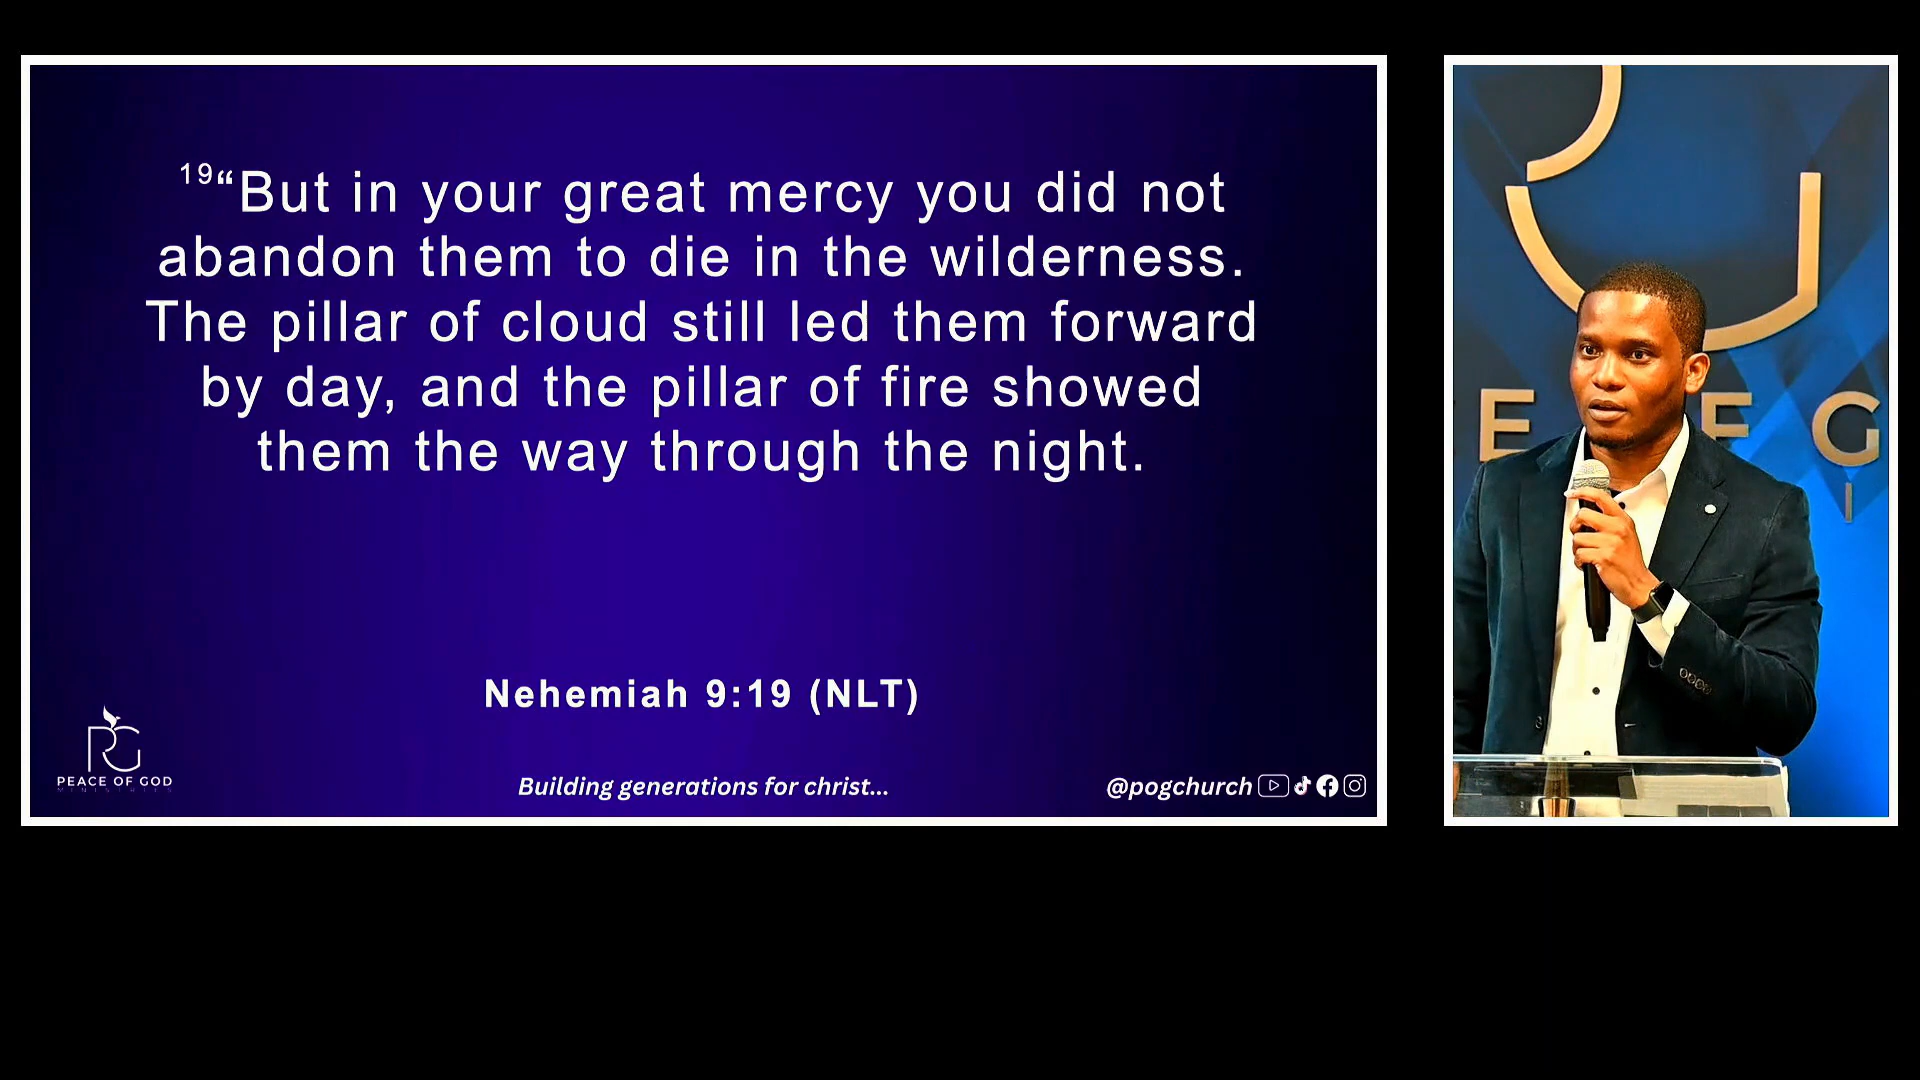 19“But in your great mercy you did not
abandon them to die in the wilderness.
The pillar of cloud still led them forward
by day, and the pillar of fire showed
them the way through the night.
Nehemiah 9:19 (NLT)
PG
PEACE OF GOD
MINISTRIES
Building generations for christ...
@pogchurch
E F G
I